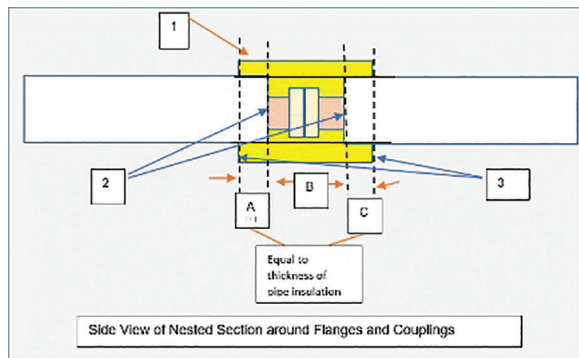 1
2
3
A
B
C
Equal to
thickness of
pipe insulation
Side View of Nested Section around Flanges and Couplings